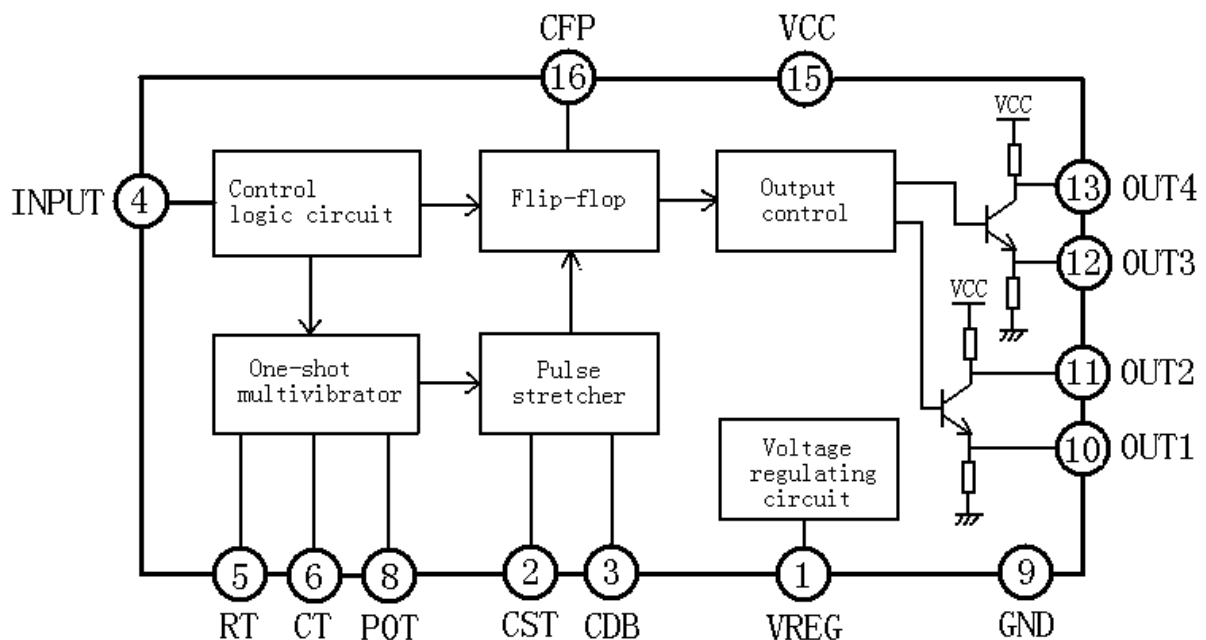 CFP
VCC
16
15
VCC
INPUT
4
Control
logic circuit
Flip-flop
Output
control
13
OUT4
12
OUT3
VCC
One-shot
multivibrator
Pulse
stretcher
11
OUT2
Voltage
regulating
circuit
10
OUT1
5
6
8
2
3
1
9
RT
CT
POT
CST
CDB
VREG
GND